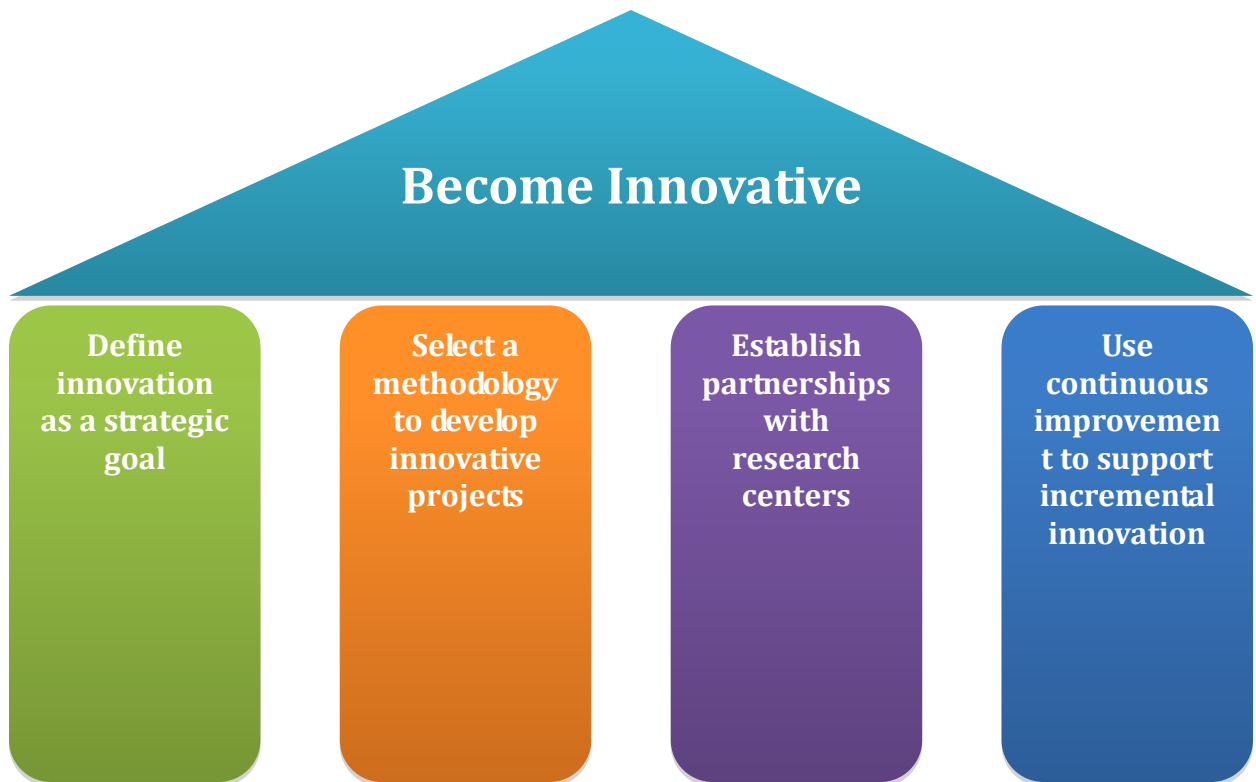 Become Innovative
Define
innovation
as a strategic
goal
Select a
methodology
to develop
innovative
projects
Establish
partnerships
with
research
centers
Use
continuous
improvemen
t to support
incremental
innovation